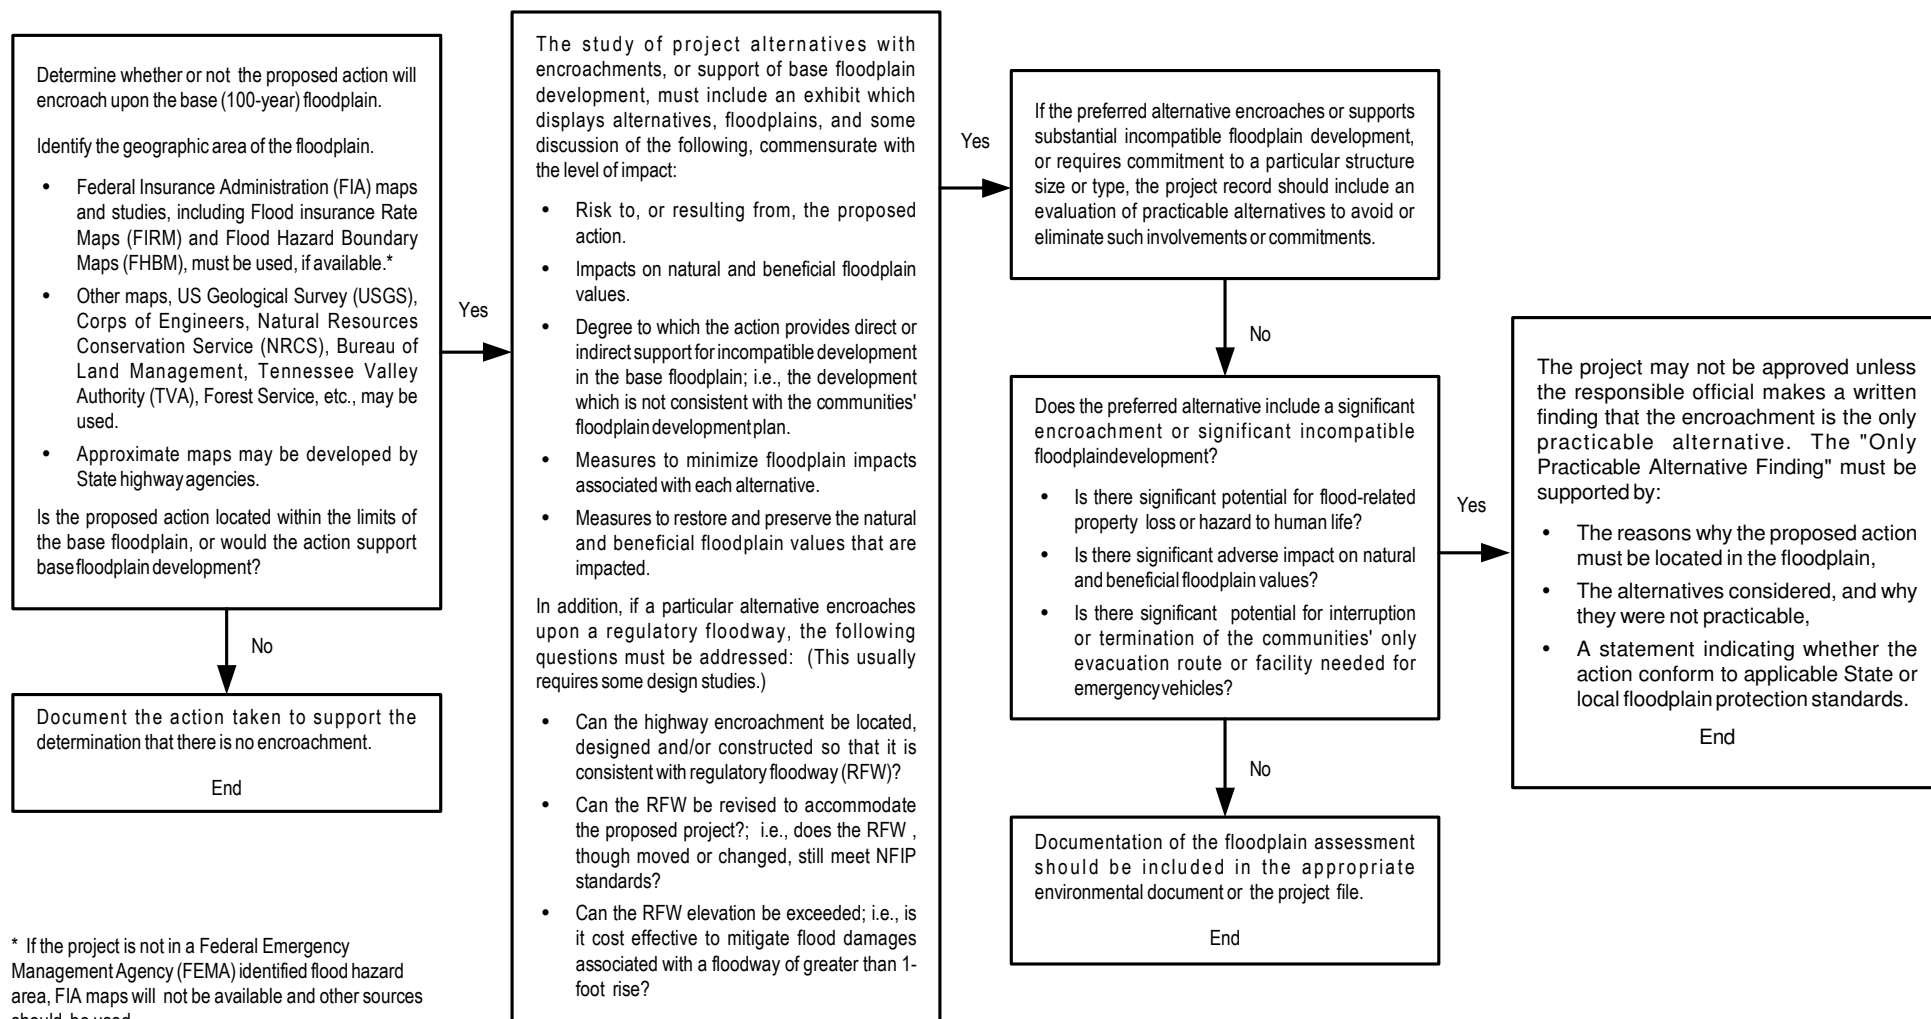 Determine whether or not the proposed action will
encroach upon the base (100-year) floodplain.
Identify the geographic area of the floodplain.
• Federal Insurance Administration (FIA) maps
and studies, including Flood insurance Rate
Maps (FIRM) and Flood Hazard Boundary
Maps (FHBM), must be used, if available.*
• Other maps, US Geological Survey (USGS),
Corps of Engineers, Natural Resources
Conservation Service (NRCS), Bureau of
Land Management, Tennessee Valley
Authority (TVA), Forest Service, etc., may be
used.
• Approximate maps may be developed by
State highway agencies.
Is the proposed action located within the limits of
the base floodplain, or would the action support
base floodplain development?
No
Document the action taken to support the
determination that there is no encroachment.
End
* If the project is not in a Federal Emergency
Management Agency (FEMA) identified flood hazard
area, FIA maps will not be available and other sources
should be used
Yes
The study of project alternatives with
encroachments, or support of base floodplain
development, must include an exhibit which
displays alternatives, floodplains, and some
discussion of the following, commensurate with
the level of impact:
• Risk to, or resulting from, the proposed
action.
• Impacts on natural and beneficial floodplain
values.
• Degree to which the action provides direct or
indirect support for incompatible development
in the base floodplain; i.e., the development
which is not consistent with the communities'
floodplain development plan.
• Measures to minimize floodplain impacts
associated with each alternative.
• Measures to restore and preserve the natural
and beneficial floodplain values that are
impacted.
In addition, if a particular alternative encroaches
upon a regulatory floodway, the following
questions must be addressed: (This usually
requires some design studies.)
• Can the highway encroachment be located,
designed and/or constructed so that it is
consistent with regulatory floodway (RFW)?
• Can the RFW be revised to accommodate
the proposed project?; i.e., does the RFW ,
though moved or changed, still meet NFIP
standards?
• Can the RFW elevation be exceeded; i.e., is
it cost effective to mitigate flood damages
associated with a floodway of greater than 1-
foot rise?
Yes
If the preferred alternative encroaches or supports
substantial incompatible floodplain development,
or requires commitment to a particular structure
size or type, the project record should include an
evaluation of practicable alternatives to avoid or
eliminate such involvements or commitments.
No
Does the preferred alternative include a significant
encroachment or significant incompatible
floodplaindevelopment?
• Is there significant potential for flood-related
property loss or hazard to human life?
• Is there significant adverse impact on natural
and beneficial floodplain values?
• Is there significant potential for interruption
or termination of the communities' only
evacuation route or facility needed for
emergency vehicles?
No
Documentation of the floodplain assessment
should be included in the appropriate
environmental document or the project file.
End
Yes
The project may not be approved unless
the responsible official makes a written
finding that the encroachment is the only
practicable alternative. The "Only
Practicable Alternative Finding" must be
supported by:
• The reasons why the proposed action
must be located in the floodplain,
• The alternatives considered, and why
they were not practicable,
• A statement indicating whether the
action conform to applicable State or
local floodplain protection standards.
End